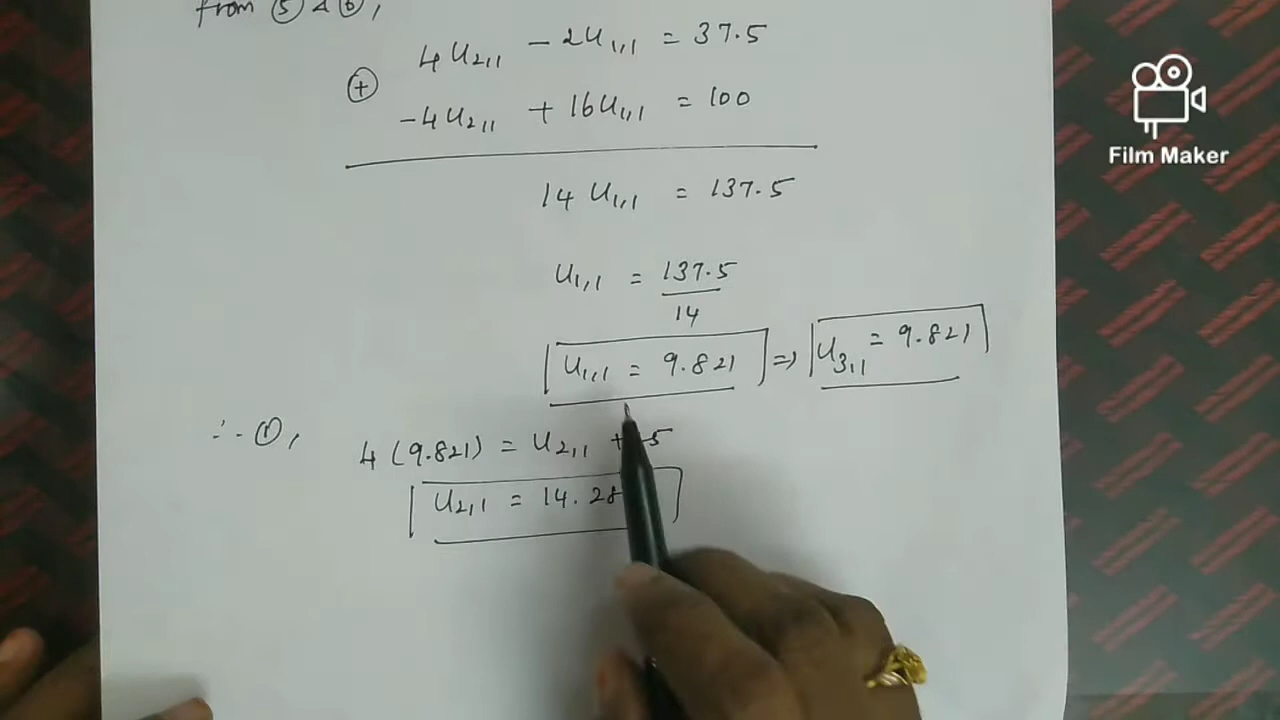 from ⑤ & ⑥,
4U₂,₁ - 2U₁,₁ = 37.5
⊕
-4U₂,₁ + 16U₁,₁ = 100
14 U₁,₁ = 137.5
U₁,₁ = 137.5
14
U₁,₁ = 9.821 ⇒ U₃,₁ = 9.821
∴ ①, 4 (9.821) = U₂,₁ +
U₂,₁ = 14.28
Film Maker